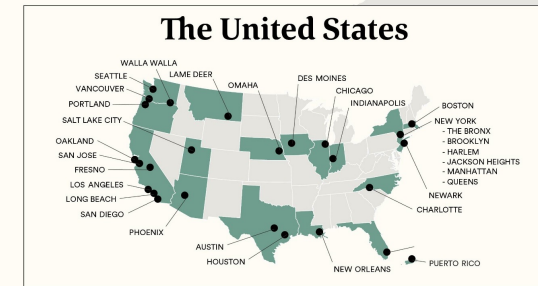 The United States
WALLA WALLA
SEATTLE
LAME DEER
VANCOUVER
PORTLAND
SALT LAKE CITY
OMAHA
DES MOINES
CHICAGO
INDIANAPOLIS
BOSTON
NEW YORK
- THE BRONX
- BROOKLYN
- HARLEM
- JACKSON HEIGHTS
- MANHATTAN
- QUEENS
NEWARK
CHARLOTTE
OAKLAND
SAN JOSE
FRESNO
LOS ANGELES
LONG BEACH
SAN DIEGO
PHOENIX
AUSTIN
HOUSTON
NEW ORLEANS
PUERTO RICO